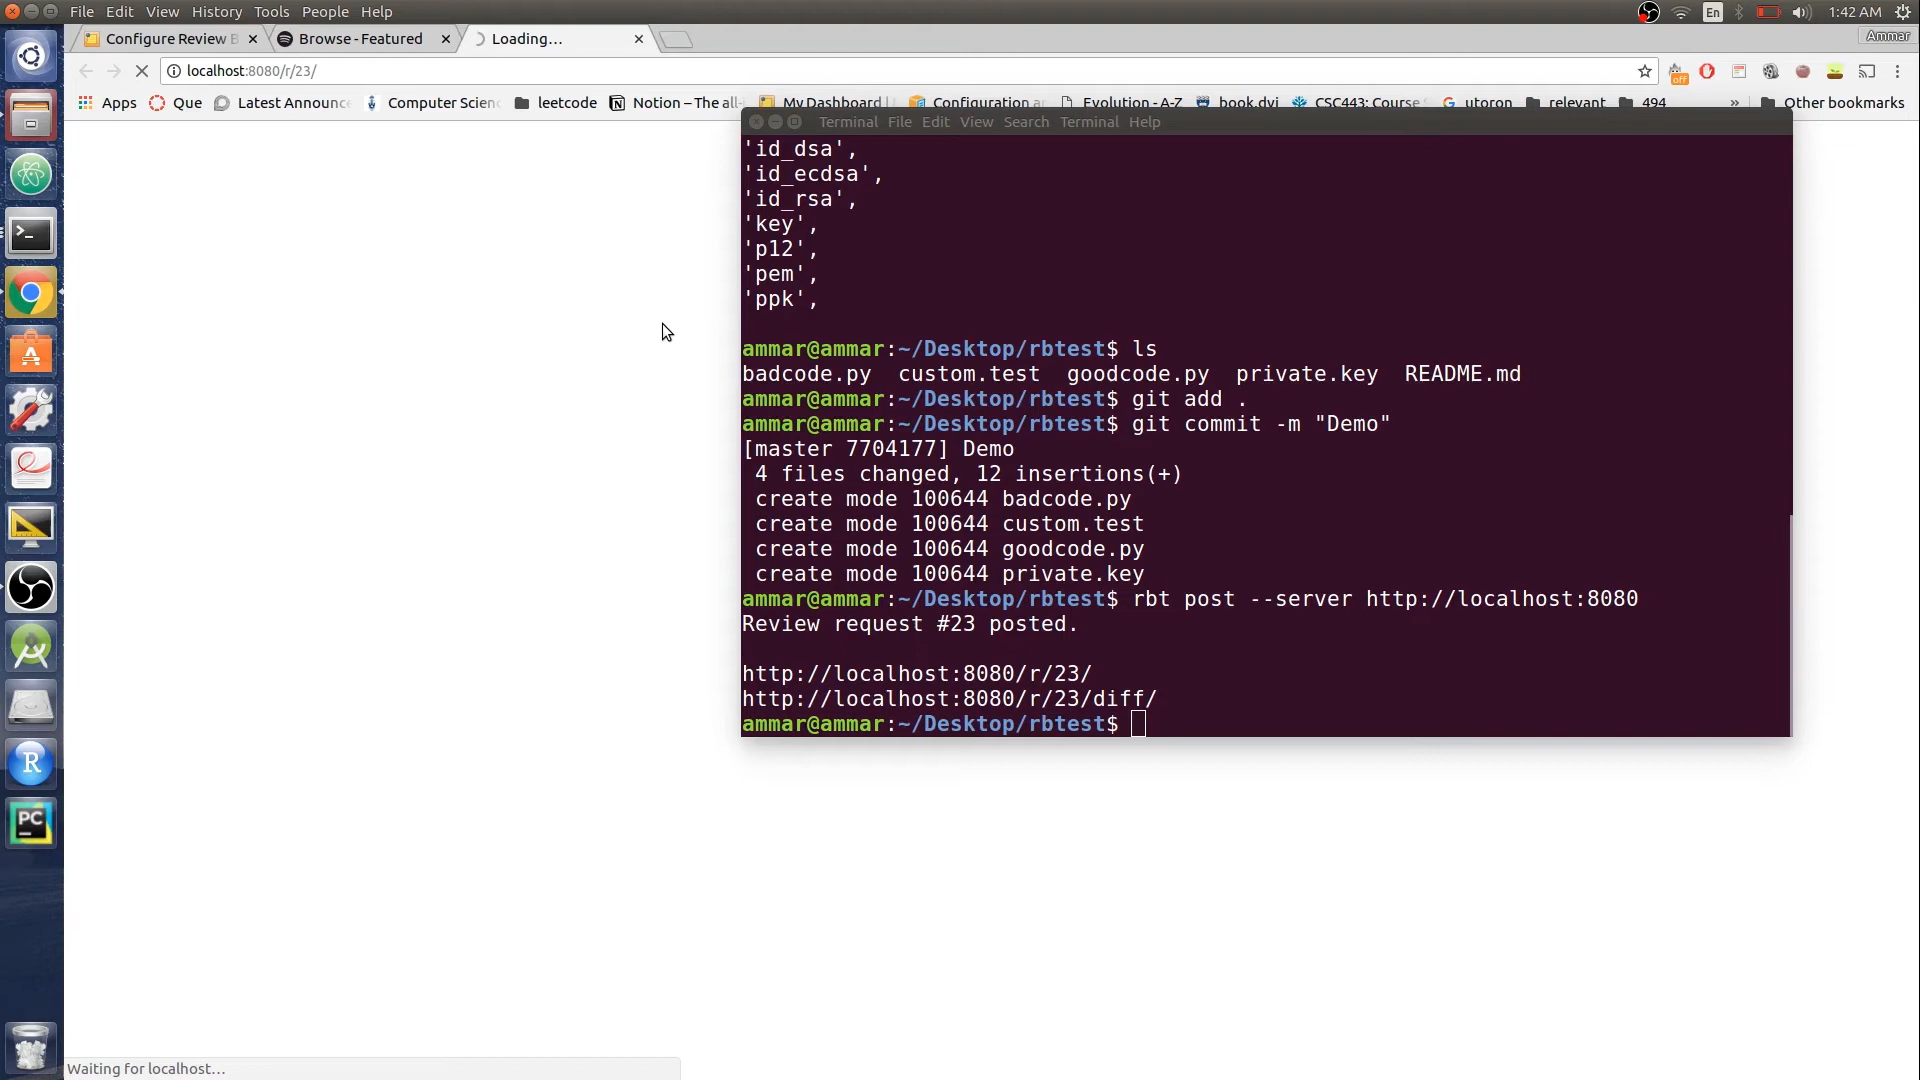 File Edit View History Tools People Help
En
1:42 AM
Configure Review B
Browse - Featured
Loading...
Ammar
localhost:8080/r/23/
off
Apps
Que
Latest Announc
Computer Scien
leetcode
Notion – The all-
My Dashboard
Configuration a
Evolution - A-Z
book.dvi
CSC443: Course
utoron
relevant
494
»
Other bookmarks
Terminal File Edit View Search Terminal Help
'id_dsa',
'id_ecdsa',
'id_rsa',
'key',
'p12',
'pem',
'ppk',
ammar@ammar:~/Desktop/rbtest$ ls
badcode.py custom.test goodcode.py private.key README.md
ammar@ammar:~/Desktop/rbtest$ git add .
ammar@ammar:~/Desktop/rbtest$ git commit -m "Demo"
[master 7704177] Demo
4 files changed, 12 insertions(+)
create mode 100644 badcode.py
create mode 100644 custom.test
create mode 100644 goodcode.py
create mode 100644 private.key
ammar@ammar:~/Desktop/rbtest$ rbt post --server http://localhost:8080
Review request #23 posted.
http://localhost:8080/r/23/
http://localhost:8080/r/23/diff/
ammar@ammar:~/Desktop/rbtest$
R
PC
Waiting for localhost...